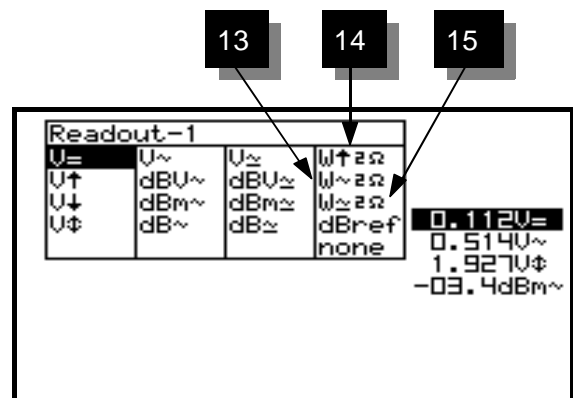 13 14 15
Readout-1
V= V~ V≃ W↑2Ω
V↑ dBV~ dBV≃ W~2Ω
V↓ dBm~ dBm≃ W≃2Ω
V↕ dB~ dB≃ dBref
none
0.112V=
0.514V~
1.927V↕
-03.4dBm~